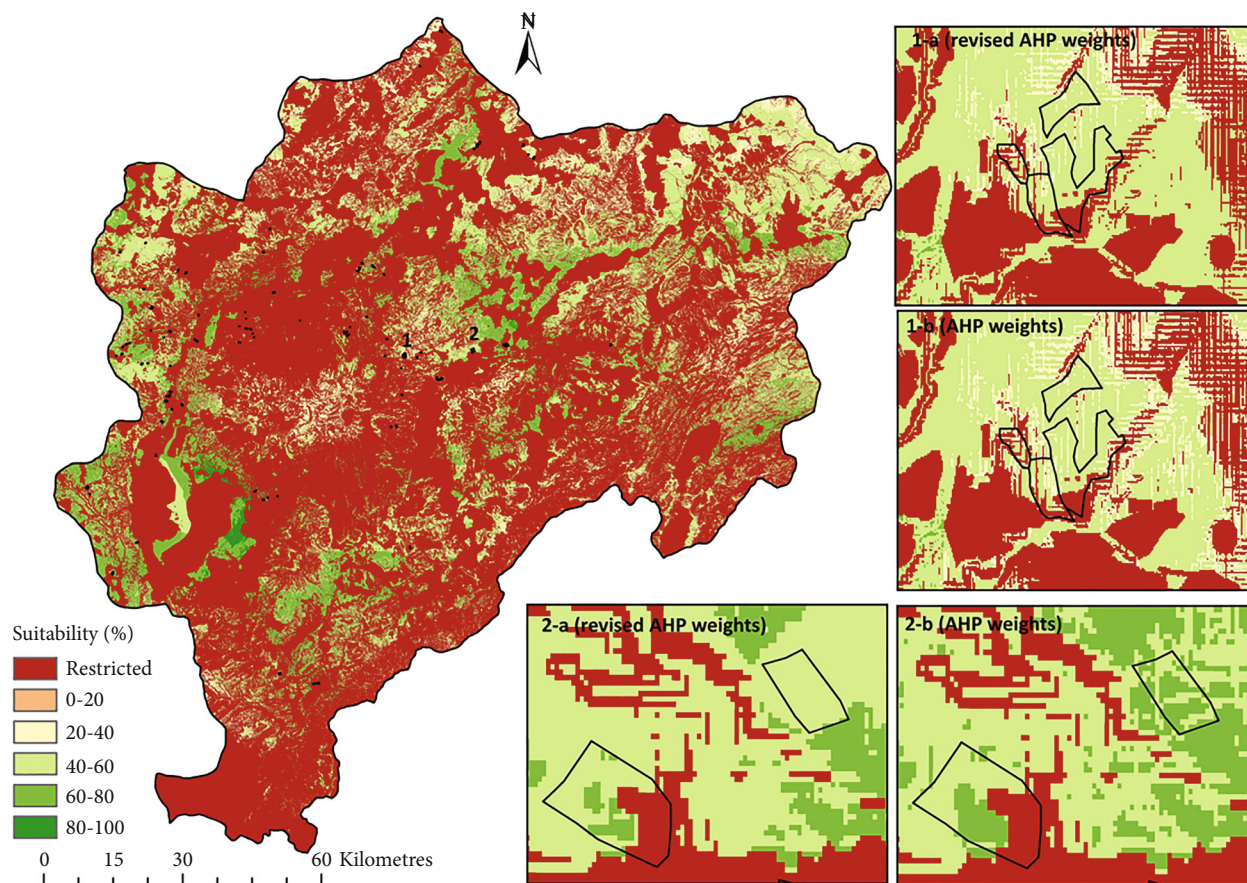 N
1
2
1-a (revised AHP weights)
1-b (AHP weights)
2-a (revised AHP weights)
2-b (AHP weights)
Suitability (%)
Restricted
0-20
20-40
40-60
60-80
80-100
0 15 30 60 Kilometres